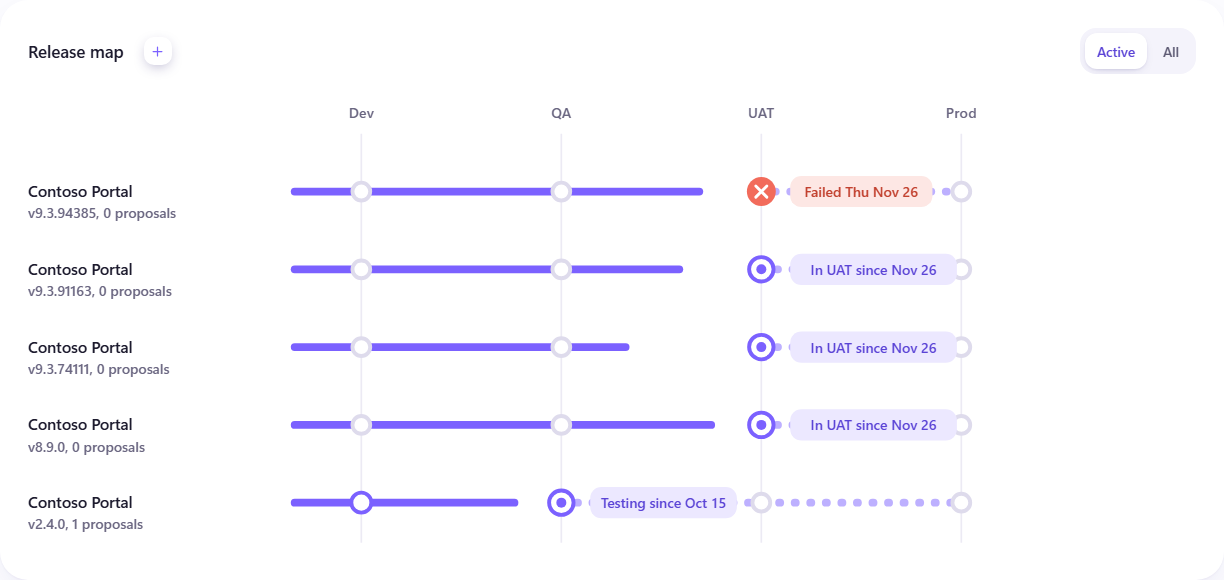 Release map
+
Active
All
Dev
QA
UAT
Prod
Contoso Portal
v9.3.94385, 0 proposals
Failed Thu Nov 26
Contoso Portal
v9.3.91163, 0 proposals
In UAT since Nov 26
Contoso Portal
v9.3.74111, 0 proposals
In UAT since Nov 26
Contoso Portal
v8.9.0, 0 proposals
In UAT since Nov 26
Contoso Portal
v2.4.0, 1 proposals
Testing since Oct 15